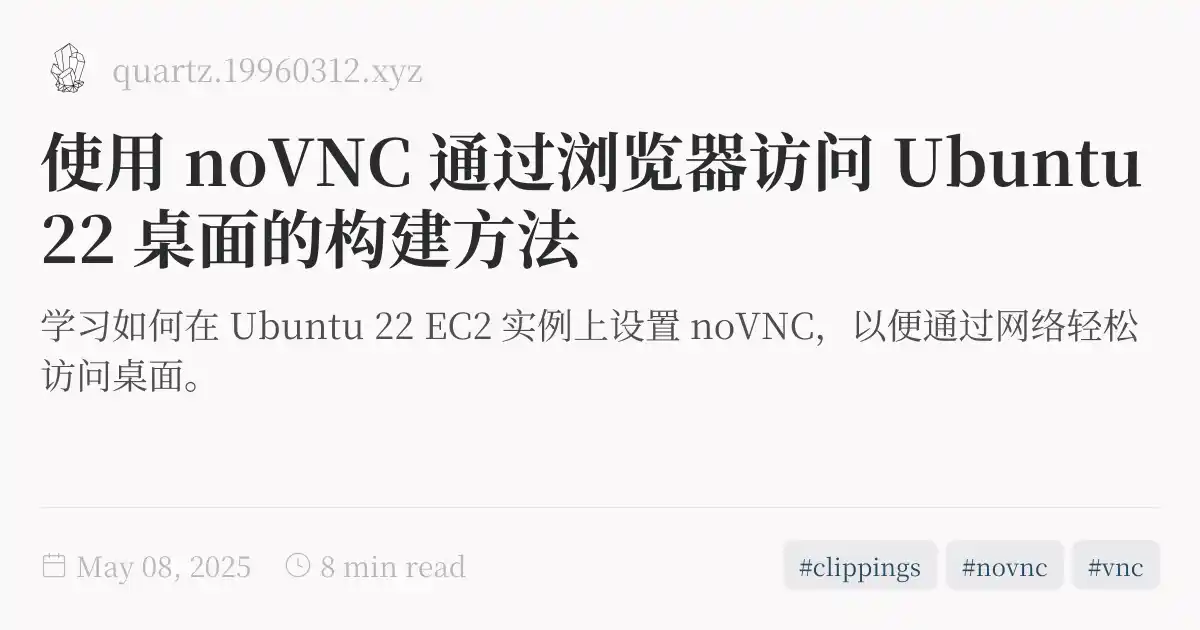 quartz.19960312.xyz
使用 noVNC 通过浏览器访问 Ubuntu
22 桌面的构建方法
学习如何在 Ubuntu 22 EC2 实例上设置 noVNC，以便通过网络轻松
访问桌面。
May 08, 2025 8 min read #clippings #novnc #vnc